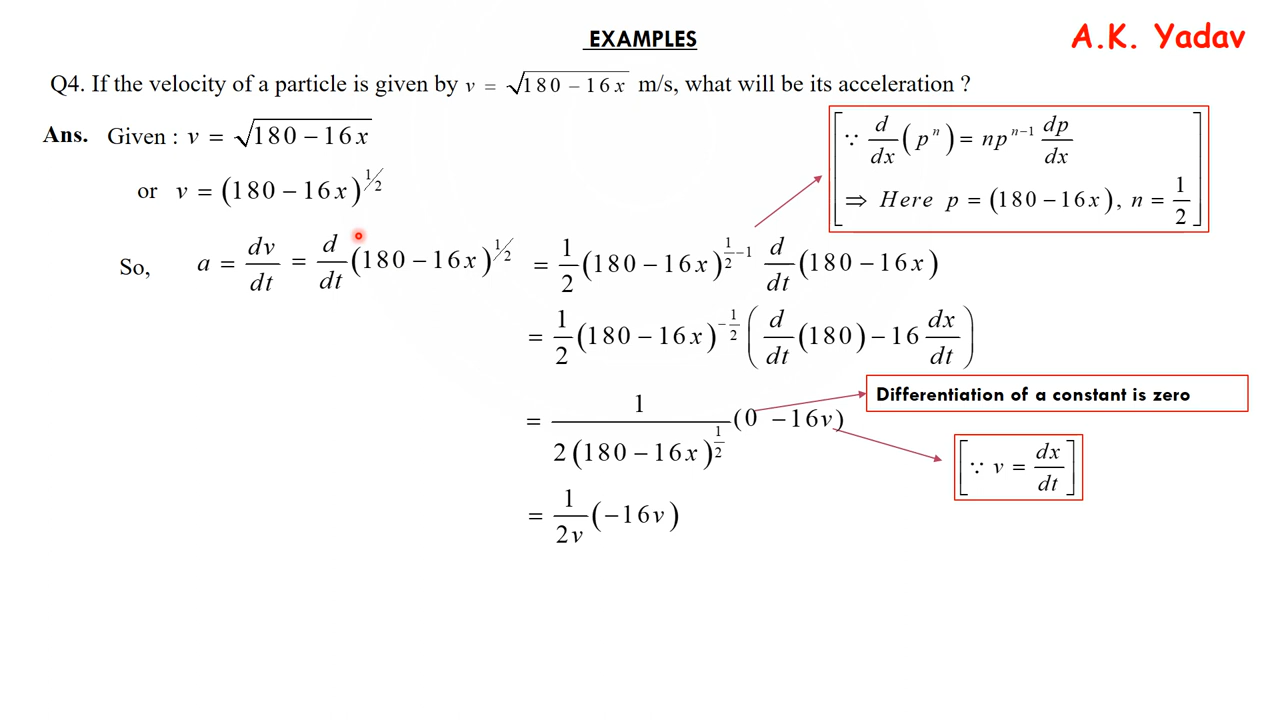 EXAMPLES
A.K. Yadav
Q4. If the velocity of a particle is given by v = √(180 − 16x) m/s, what will be its acceleration ?
Ans. Given : v = √(180 − 16x)
or v = (180 − 16x)^(1/2)
[∵ d/dx (pⁿ) = npⁿ⁻¹ dp/dx
⇒ Here p = (180 − 16x), n = 1/2]
So, a = dv/dt = d/dt (180 − 16x)^(1/2) = 1/2 (180 − 16x)^(1/2 − 1) d/dt (180 − 16x)
= 1/2 (180 − 16x)^(−1/2) (d/dt (180) − 16 dx/dt)
= 1/(2(180 − 16x)^(1/2)) (0 − 16v)
Differentiation of a constant is zero
[∵ v = dx/dt]
= 1/2v (−16v)